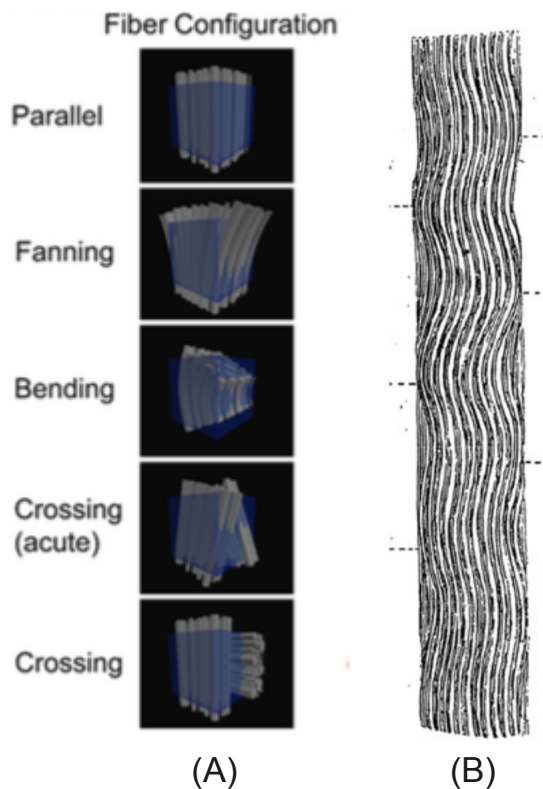 Fiber Configuration
Parallel
Fanning
Bending
Crossing
(acute)
Crossing
(A)
(B)